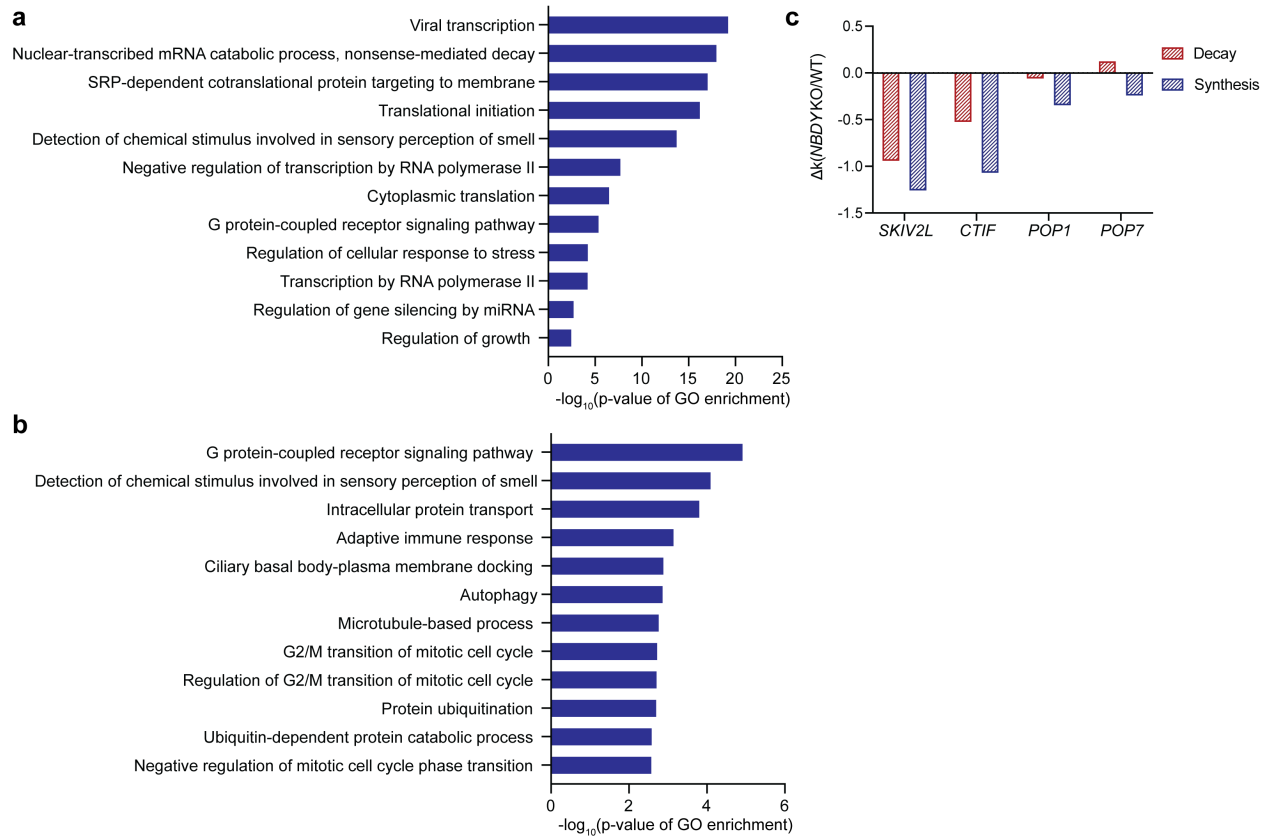 a
Viral transcription
Nuclear-transcribed mRNA catabolic process, nonsense-mediated decay
SRP-dependent cotranslational protein targeting to membrane
Translational initiation
Detection of chemical stimulus involved in sensory perception of smell
Negative regulation of transcription by RNA polymerase II
Cytoplasmic translation
G protein-coupled receptor signaling pathway
Regulation of cellular response to stress
Transcription by RNA polymerase II
Regulation of gene silencing by miRNA
Regulation of growth
0 5 10 15 20 25
-log10(p-value of GO enrichment)
b
G protein-coupled receptor signaling pathway
Detection of chemical stimulus involved in sensory perception of smell
Intracellular protein transport
Adaptive immune response
Ciliary basal body-plasma membrane docking
Autophagy
Microtubule-based process
G2/M transition of mitotic cell cycle
Regulation of G2/M transition of mitotic cell cycle
Protein ubiquitination
Ubiquitin-dependent protein catabolic process
Negative regulation of mitotic cell cycle phase transition
0 2 4 6
-log10(p-value of GO enrichment)
c
Δk(NBDY KO/WT)
0.5
0.0
-0.5
-1.0
-1.5
SKIV2L CTIF POP1 POP7
Decay
Synthesis